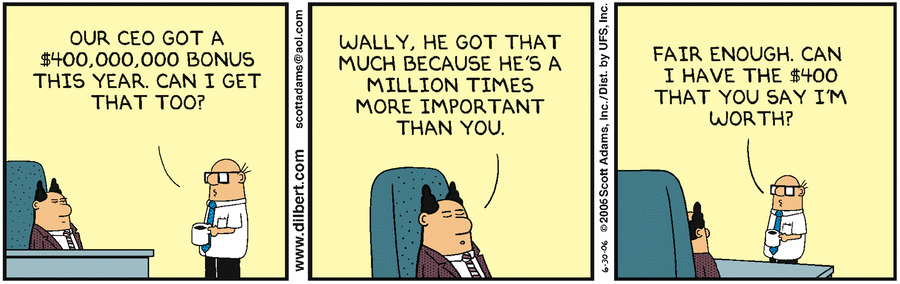 OUR CEO GOT A
$400,000,000 BONUS
THIS YEAR. CAN I GET
THAT TOO?
www.dilbert.com scottadams@aol.com
WALLY, HE GOT THAT
MUCH BECAUSE HE'S A
MILLION TIMES
MORE IMPORTANT
THAN YOU.
6-30-06 ©2006 Scott Adams, Inc./Dist. by UFS, Inc.
FAIR ENOUGH. CAN
I HAVE THE $400
THAT YOU SAY I'M
WORTH?